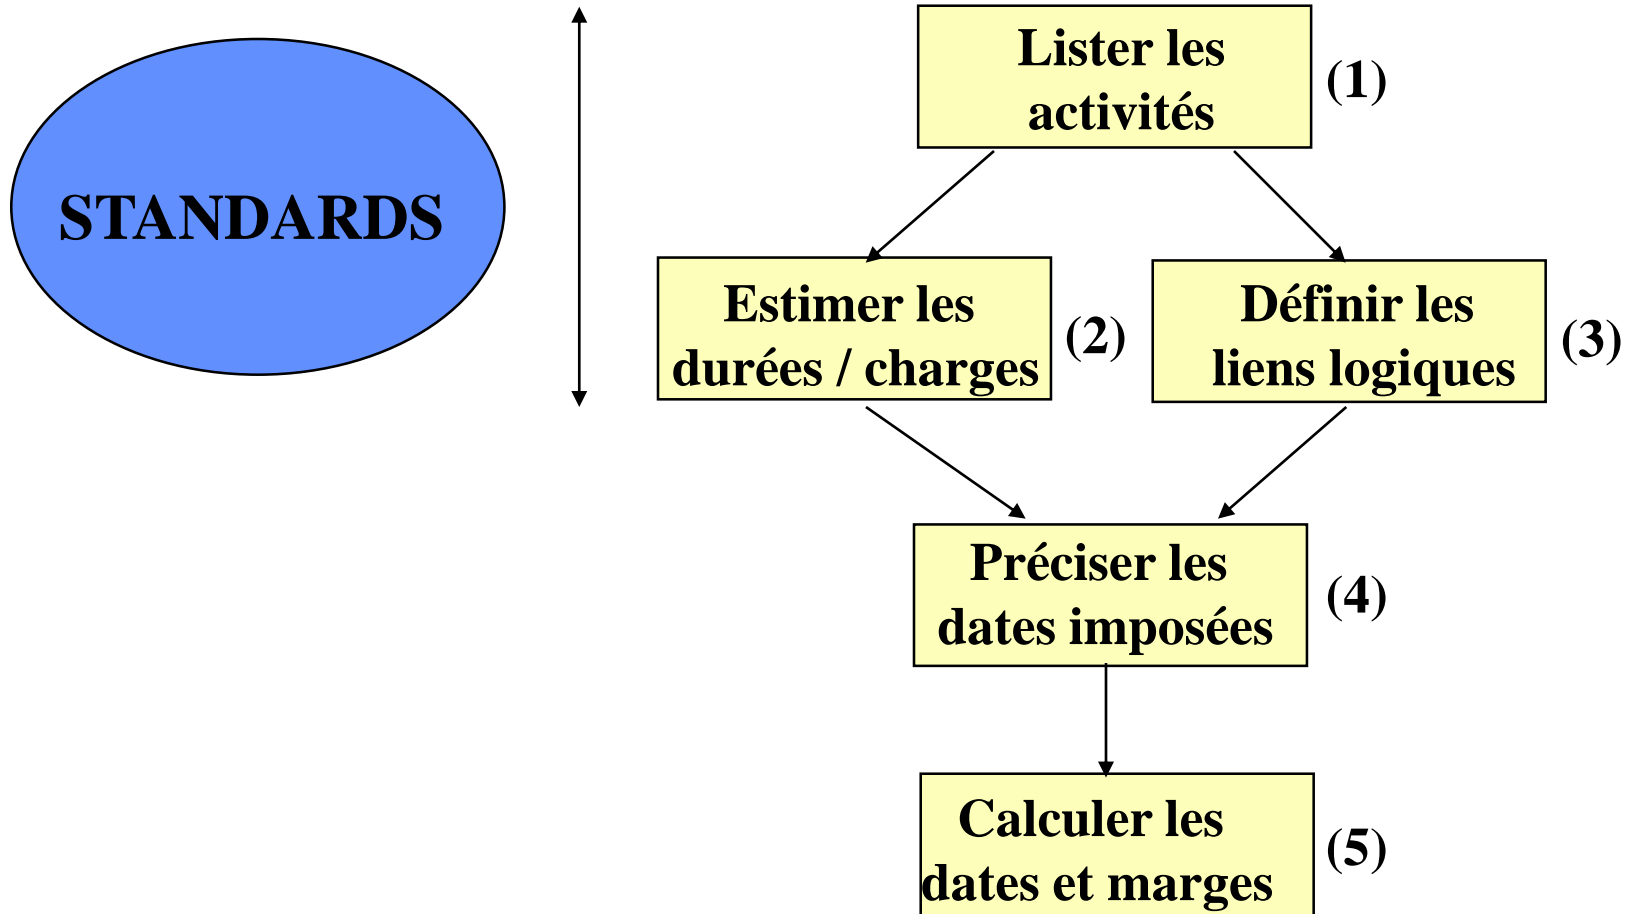 Lister les
activités
(1)
STANDARDS
Estimer les
durées / charges
(2)
Définir les
liens logiques
(3)
Préciser les
dates imposées
(4)
Calculer les
dates et marges
(5)